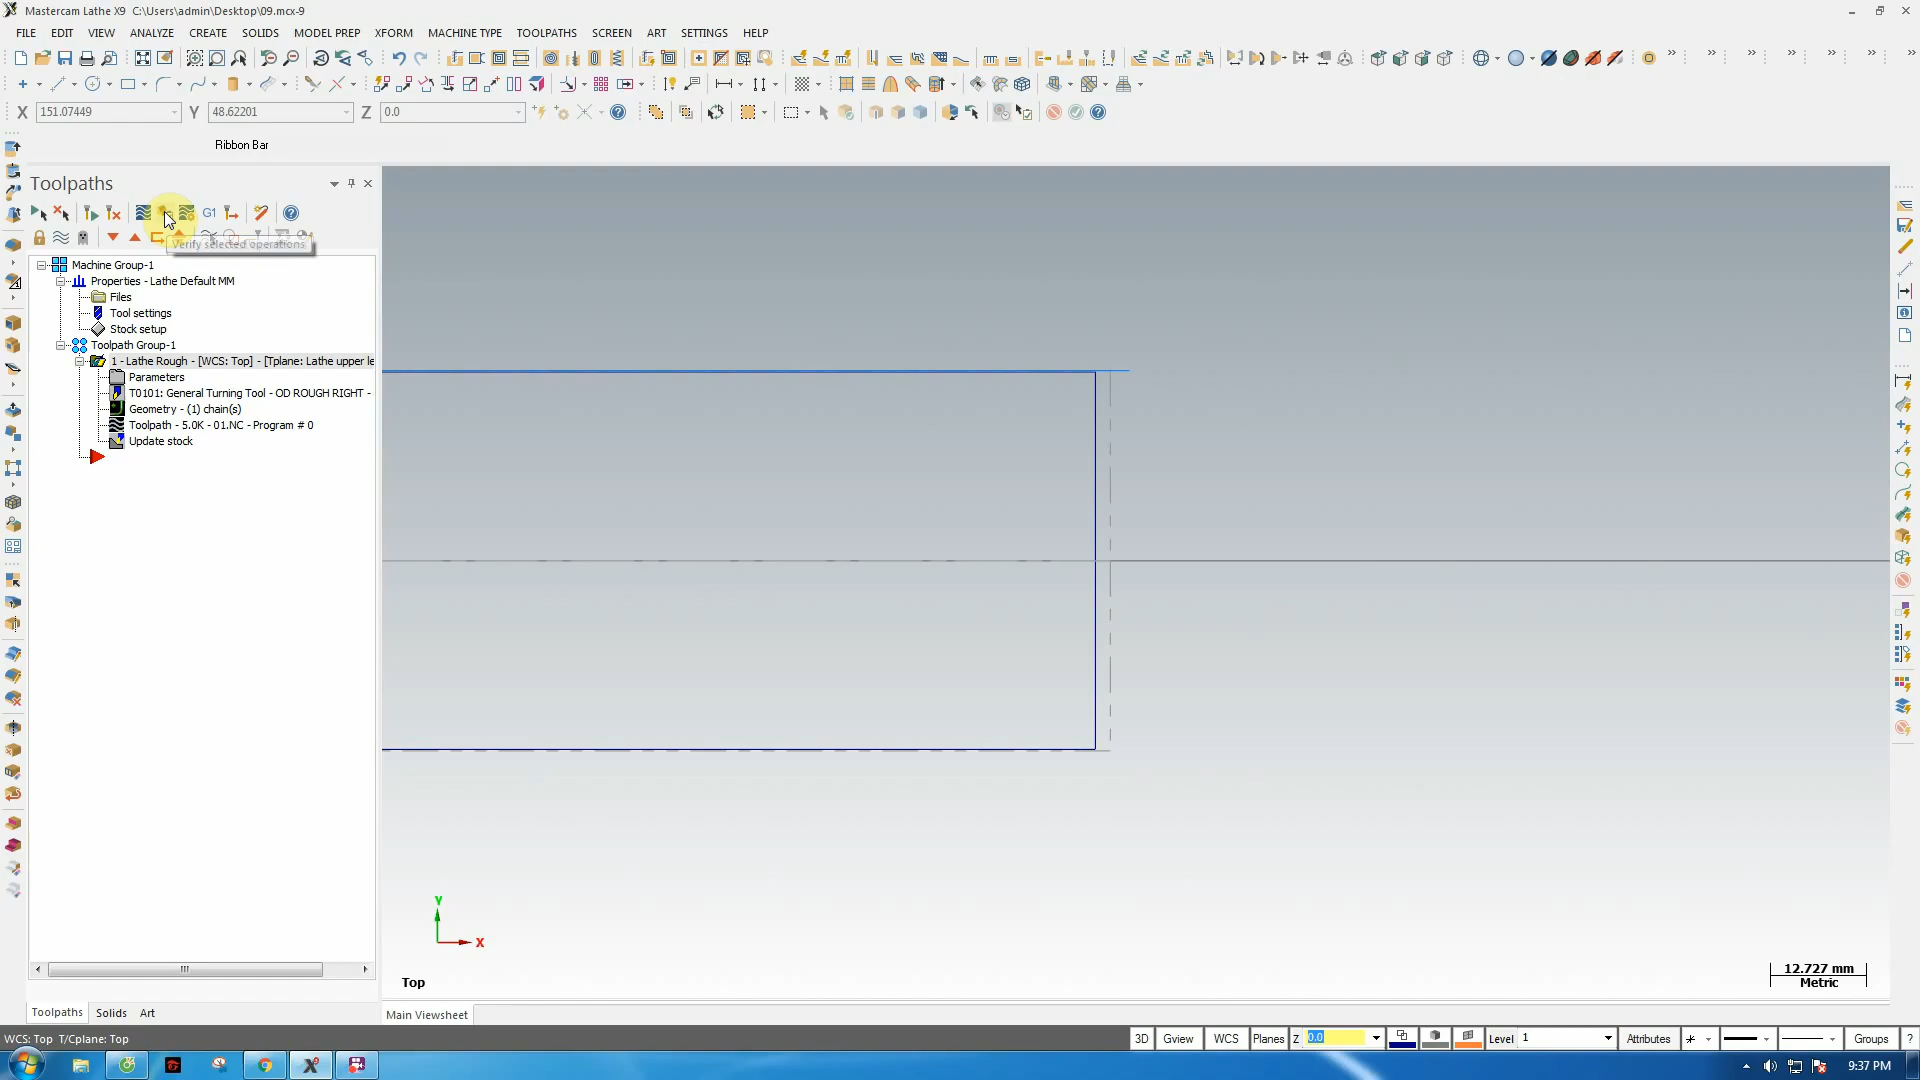 Mastercam Lathe X9 C:\Users\admin\Desktop\09.mcx-9
FILE EDIT VIEW ANALYZE CREATE SOLIDS MODEL PREP XFORM MACHINE TYPE TOOLPATHS SCREEN ART SETTINGS HELP
X 151.07449 Y 48.62201 Z 0.0
Ribbon Bar
Toolpaths
G1
Verify selected operations
Machine Group-1
Properties - Lathe Default MM
Files
Tool settings
Stock setup
Toolpath Group-1
1 - Lathe Rough - [WCS: Top] - [Tplane: Lathe upper le
Parameters
T0101: General Turning Tool - OD ROUGH RIGHT -
Geometry - (1) chain(s)
Toolpath - 5.0K - 01.NC - Program # 0
Update stock
Y
X
Top
12.727 mm
Metric
Toolpaths Solids Art
Main Viewsheet
WCS: Top T/Cplane: Top
3D Gview WCS Planes Z 0.0 Level 1 Attributes Groups ?
9:37 PM